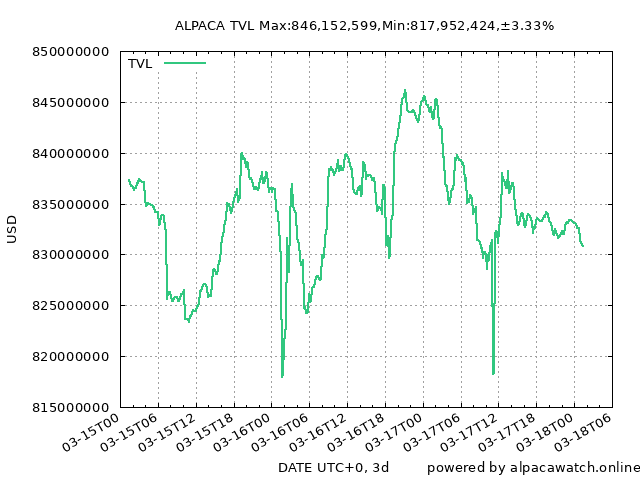 ALPACA TVL Max:846,152,599,Min:817,952,424,±3.33%
850000000
TVL
845000000
840000000
835000000
USD
830000000
825000000
820000000
815000000
03-15T00
03-15T06
03-15T12
03-15T18
03-16T00
03-16T06
03-16T12
03-16T18
03-17T00
03-17T06
03-17T12
03-17T18
03-18T00
03-18T06
DATE UTC+0, 3d
powered by alpacawatch.online